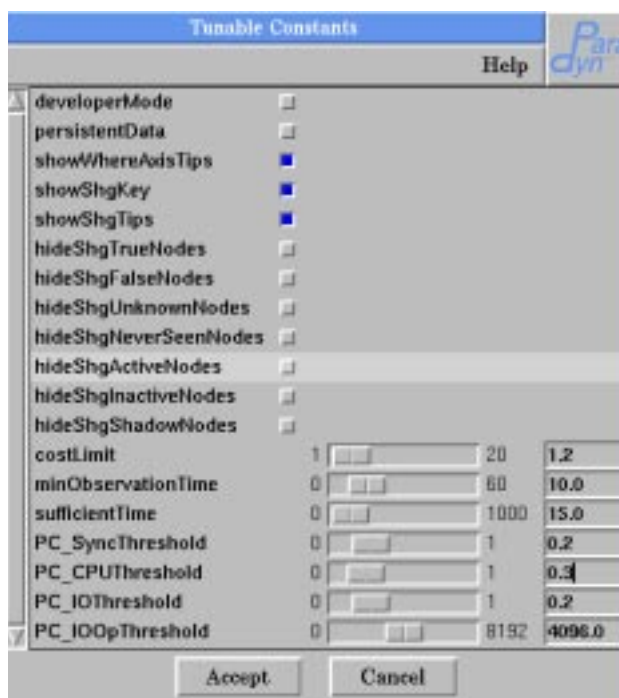 Tunable Constants
Help
Para
dyn
developerMode
persistentData
showWhereAxisTips
showShgKey
showShgTips
hideShgTrueNodes
hideShgFalseNodes
hideShgUnknownNodes
hideShgNeverSeenNodes
hideShgActiveNodes
hideShgInactiveNodes
hideShgShadowNodes
costLimit 1 20 1.2
minObservationTime 0 60 10.0
sufficientTime 0 1000 15.0
PC_SyncThreshold 0 1 0.2
PC_CPUThreshold 0 1 0.3
PC_IOThreshold 0 1 0.2
PC_IOOpThreshold 0 8192 4096.0
Accept Cancel